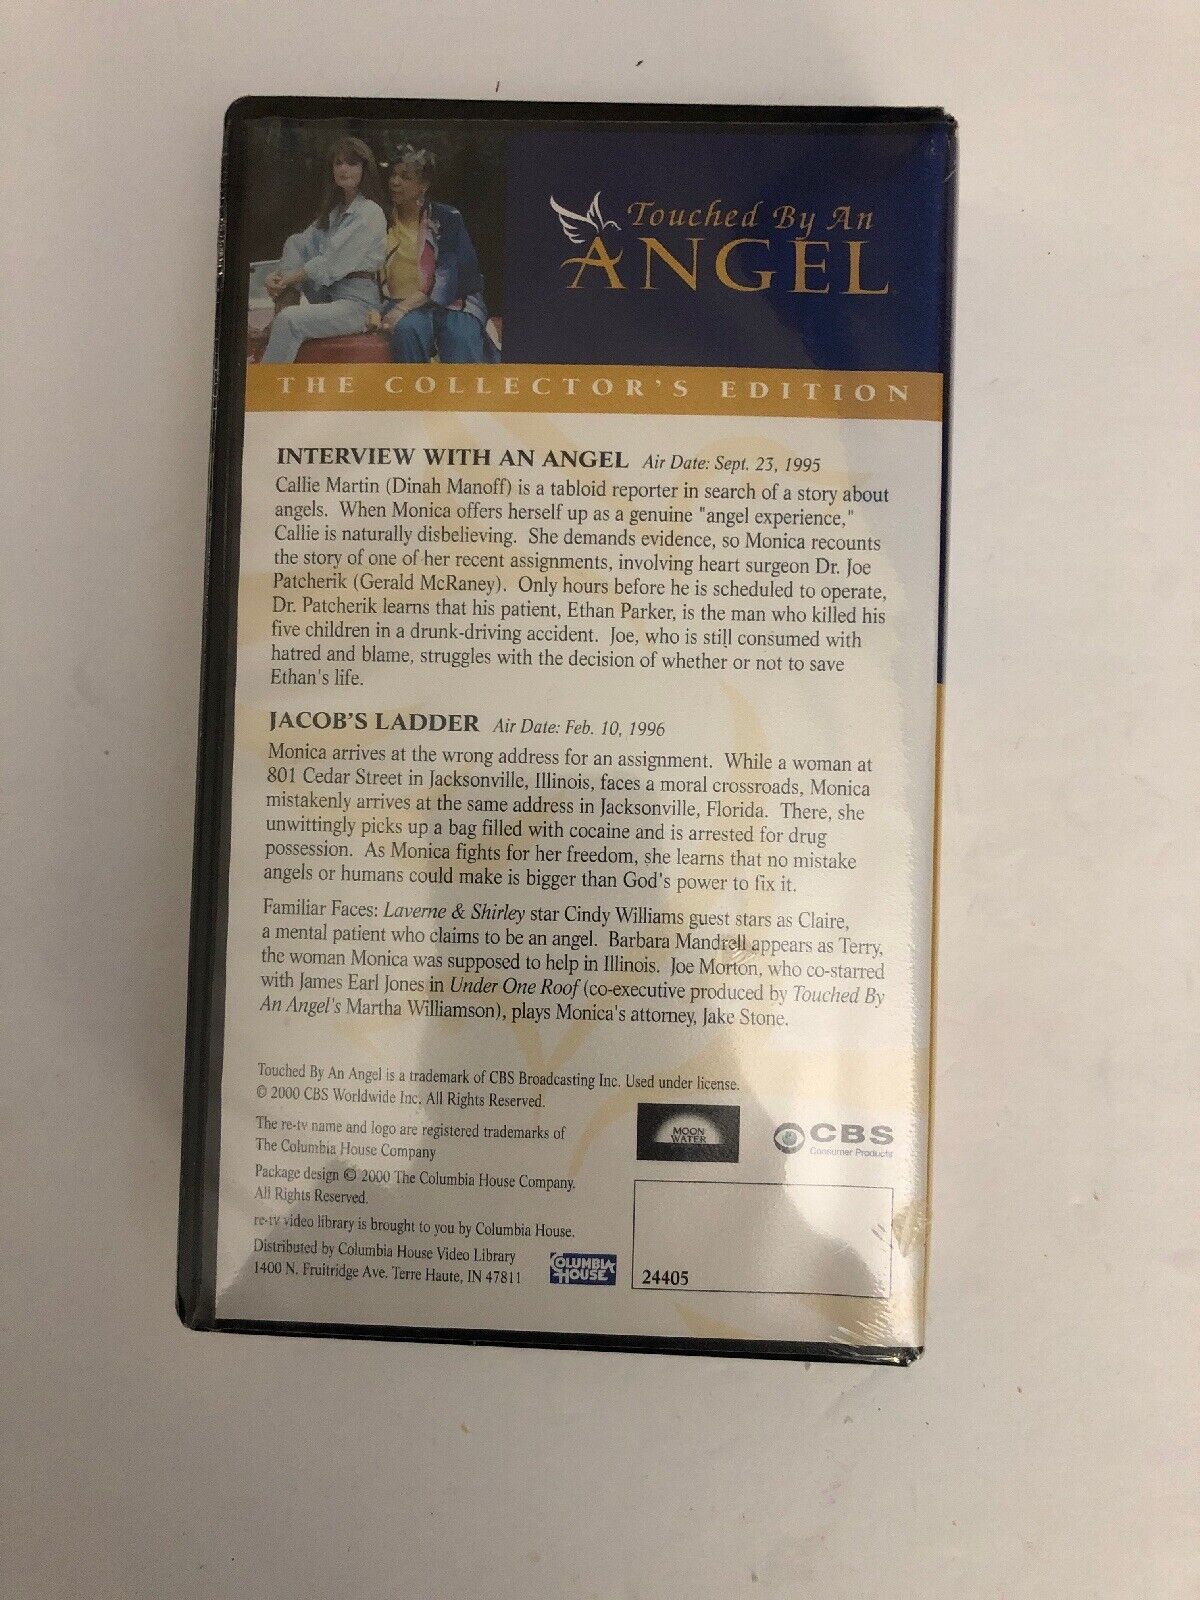 Touched By An
ANGEL
THE COLLECTOR'S EDITION
INTERVIEW WITH AN ANGEL Air Date: Sept. 23, 1995
Callie Martin (Dinah Manoff) is a tabloid reporter in search of a story about
angels. When Monica offers herself up as a genuine "angel experience,"
Callie is naturally disbelieving. She demands evidence, so Monica recounts
the story of one of her recent assignments, involving heart surgeon Dr. Joe
Patcherik (Gerald McRaney). Only hours before he is scheduled to operate,
Dr. Patcherik learns that his patient, Ethan Parker, is the man who killed his
five children in a drunk-driving accident. Joe, who is still consumed with
hatred and blame, struggles with the decision of whether or not to save
Ethan's life.
JACOB'S LADDER Air Date: Feb. 10, 1996
Monica arrives at the wrong address for an assignment. While a woman at
801 Cedar Street in Jacksonville, Illinois, faces a moral crossroads, Monica
mistakenly arrives at the same address in Jacksonville, Florida. There, she
unwittingly picks up a bag filled with cocaine and is arrested for drug
possession. As Monica fights for her freedom, she learns that no mistake
angels or humans could make is bigger than God's power to fix it.
Familiar Faces: Laverne & Shirley star Cindy Williams guest stars as Claire,
a mental patient who claims to be an angel. Barbara Mandrell appears as Terry,
the woman Monica was supposed to help in Illinois. Joe Morton, who co-starred
with James Earl Jones in Under One Roof (co-executive produced by Touched By
An Angel's Martha Williamson), plays Monica's attorney, Jake Stone.
Touched By An Angel is a trademark of CBS Broadcasting Inc. Used under license.
© 2000 CBS Worldwide Inc. All Rights Reserved.
The re-tv name and logo are registered trademarks of
The Columbia House Company
Package design © 2000 The Columbia House Company.
All Rights Reserved.
re-tv video library is brought to you by Columbia House.
Distributed by Columbia House Video Library
1400 N. Fruitridge Ave. Terre Haute, IN 47811
COLUMBIA
HOUSE
MOON
WATER
CBS
Consumer Products
24405